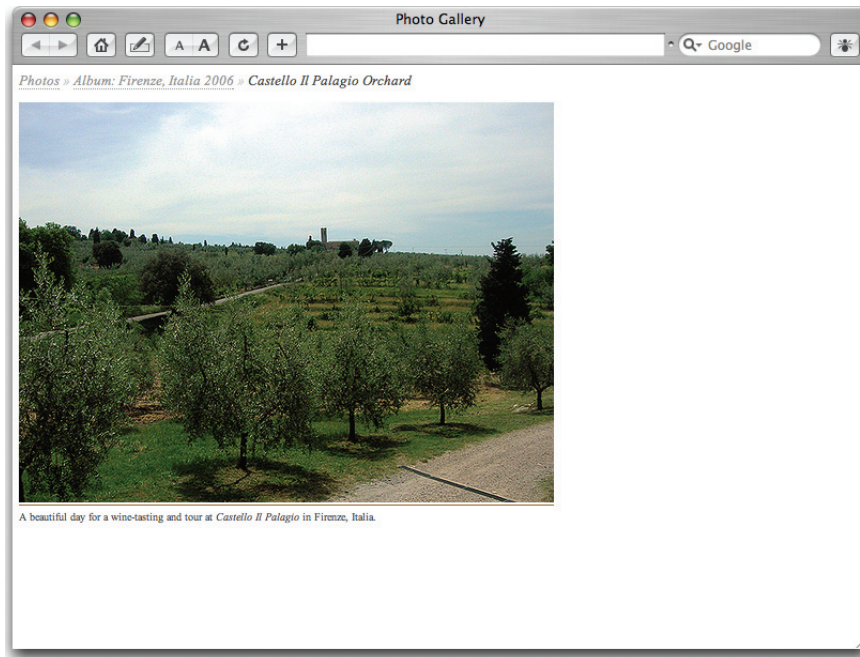 Photo Gallery
A A + Google
Photos » Album: Firenze, Italia 2006 » Castello Il Palagio Orchard
A beautiful day for a wine-tasting and tour at Castello Il Palagio in Firenze, Italia.